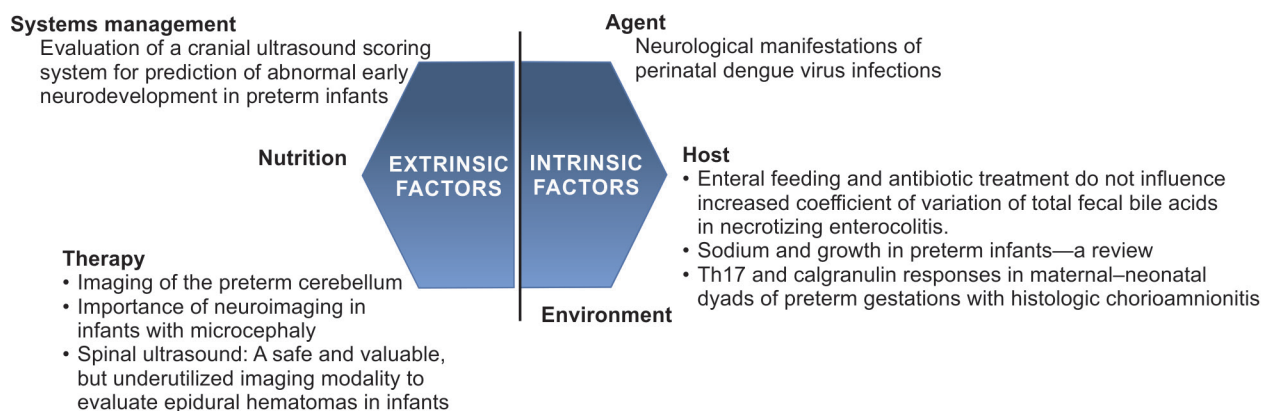 Systems management
Evaluation of a cranial ultrasound scoring
system for prediction of abnormal early
neurodevelopment in preterm infants
Nutrition
Therapy
• Imaging of the preterm cerebellum
• Importance of neuroimaging in
infants with microcephaly
• Spinal ultrasound: A safe and valuable,
but underutilized imaging modality to
evaluate epidural hematomas in infants
EXTRINSIC
FACTORS
INTRINSIC
FACTORS
Agent
Neurological manifestations of
perinatal dengue virus infections
Host
• Enteral feeding and antibiotic treatment do not influence
increased coefficient of variation of total fecal bile acids
in necrotizing enterocolitis.
• Sodium and growth in preterm infants—a review
• Th17 and calgranulin responses in maternal–neonatal
dyads of preterm gestations with histologic chorioamnionitis
Environment